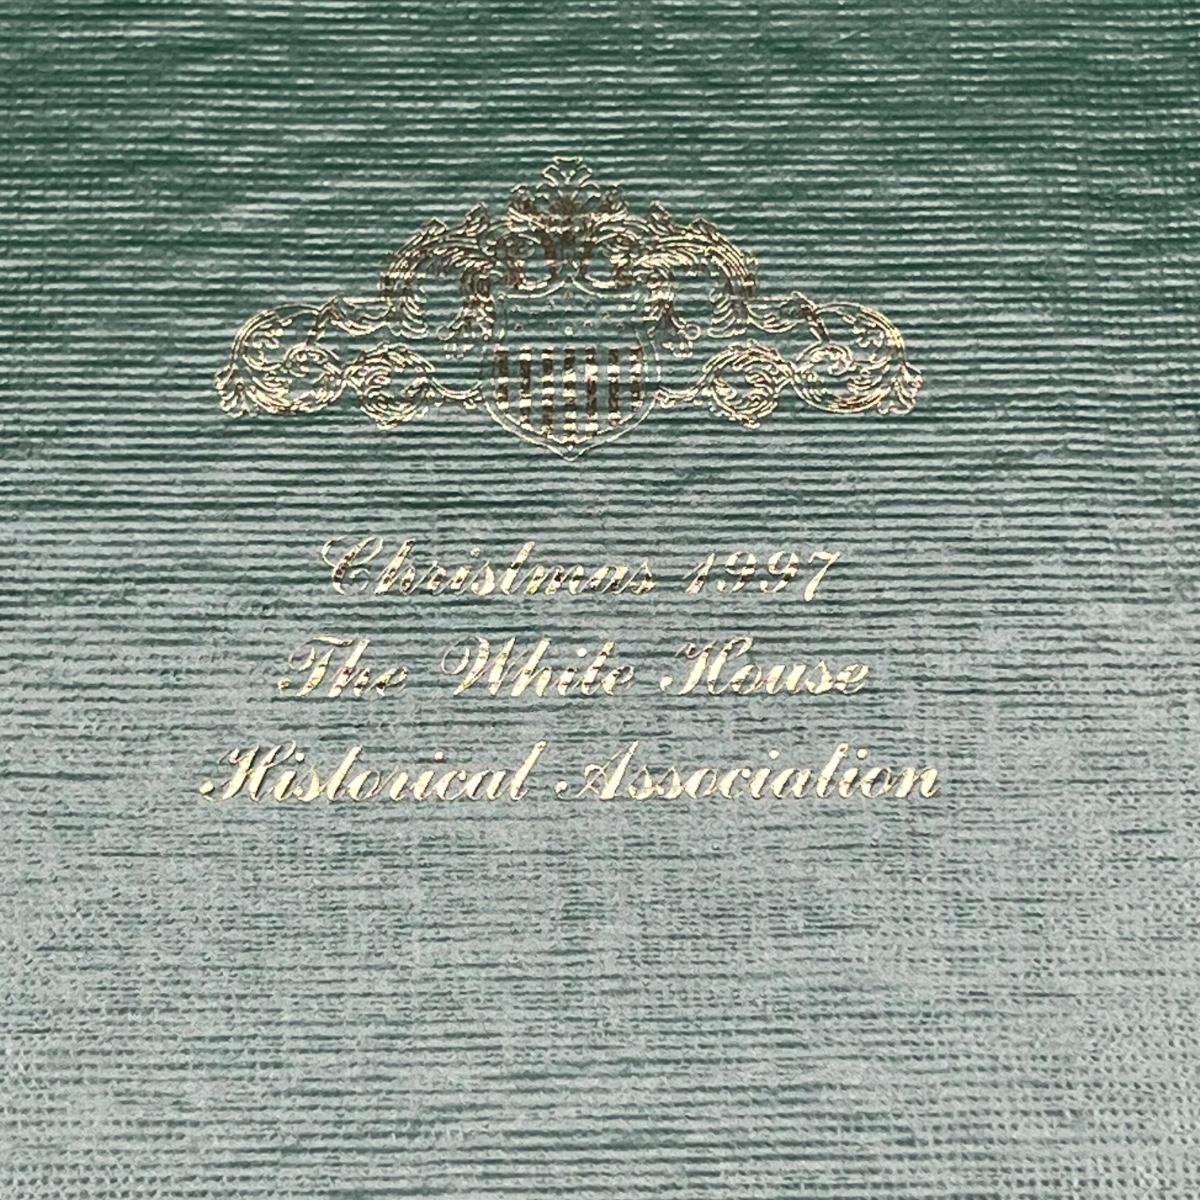 Christmas 1997
The White House
Historical Association